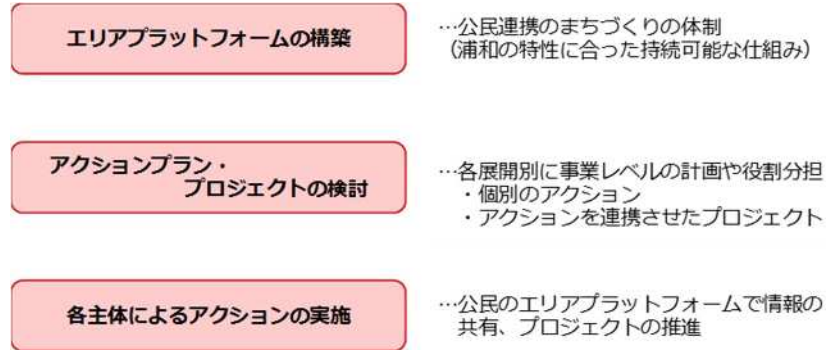 エリアプラットフォームの構築
…公民連携のまちづくりの体制
（浦和の特性に合った持続可能な仕組み）
アクションプラン・
プロジェクトの検討
…各展開別に事業レベルの計画や役割分担
・個別のアクション
・アクションを連携させたプロジェクト
各主体によるアクションの実施
…公民のエリアプラットフォームで情報の
共有、プロジェクトの推進